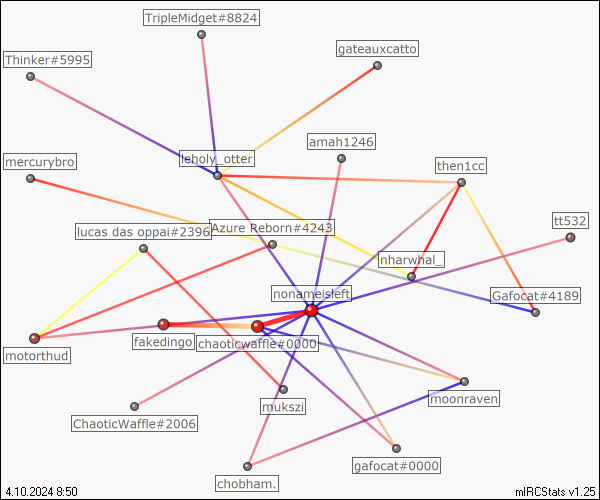 TripleMidget#8824
gateauxcatto
Thinker#5995
amah1246
leholy_otter
then1cc
mercurybro
tt532
lucas das oppai#2396
Azure Reborn#4243
nharwhal_
nonameisleft
Gafocat#4189
motorthud
fakedingo
chaoticwaffle#0000
moonraven
mukszi
ChaoticWaffle#2006
gafocat#0000
chobham.
4.10.2024 8:50
mIRCStats v1.25